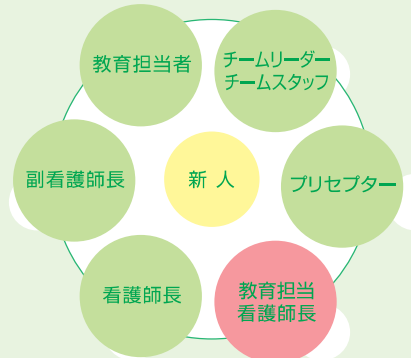 教育担当者
チームリーダー
チームスタッフ
副看護師長
新 人
プリセプター
看護師長
教育担当
看護師長